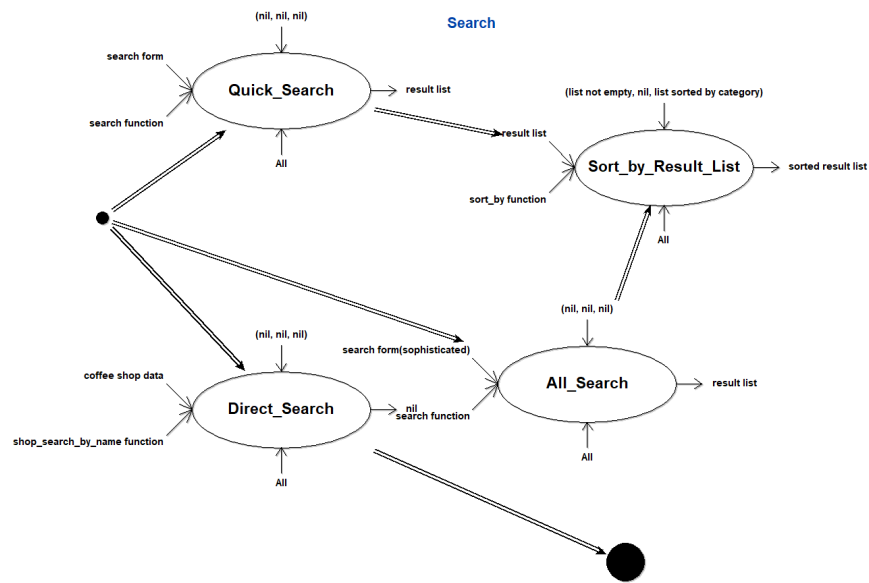 Search
(nil, nil, nil)
search form
Quick_Search
result list
search function
All
(list not empty, nil, list sorted by category)
result list
Sort_by_Result_List
sorted result list
sort_by function
All
(nil, nil, nil)
search form(sophisticated)
All_Search
result list
search function
All
(nil, nil, nil)
coffee shop data
Direct_Search
nil
shop_search_by_name function
All